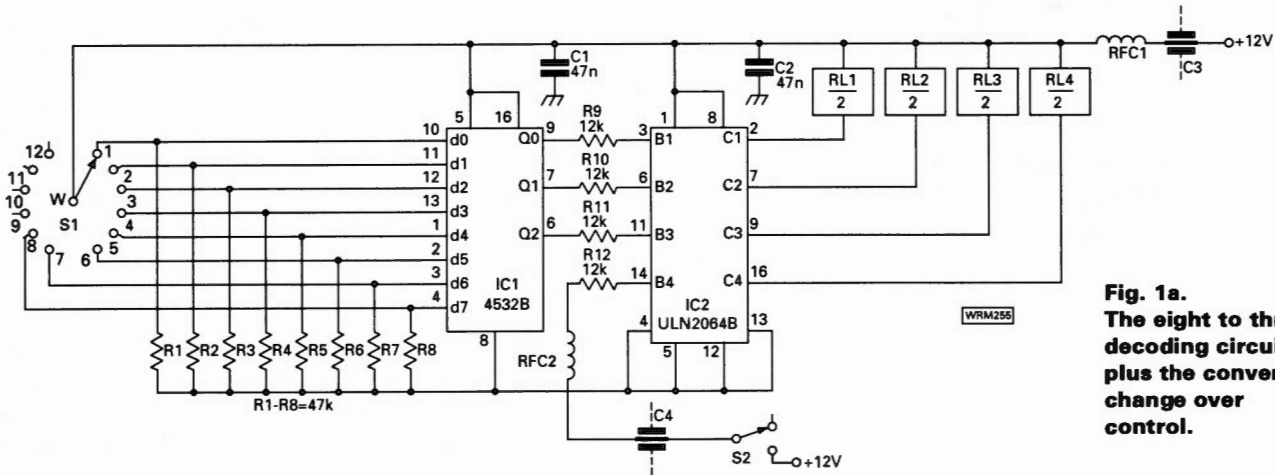 +12V
RFC1
C3
C1
47n
C2
47n
RL1
2
RL2
2
RL3
2
RL4
2
5
16
1
8
R9
12k
R10
12k
R11
12k
R12
12k
10
11
12
13
1
2
3
4
d0
d1
d2
d3
d4
d5
d6
d7
Q0
Q1
Q2
9
7
6
IC1
4532B
8
3
6
11
14
B1
B2
B3
B4
C1
C2
C3
C4
2
7
9
16
IC2
ULN2064B
4
5
12
13
12
11
10
9
8
7
6
5
4
3
2
1
W
S1
R1
R2
R3
R4
R5
R6
R7
R8
R1-R8=47k
RFC2
C4
S2
+12V
WRM255
Fig. 1a.
The eight to
decoding
plus the
change over
control.